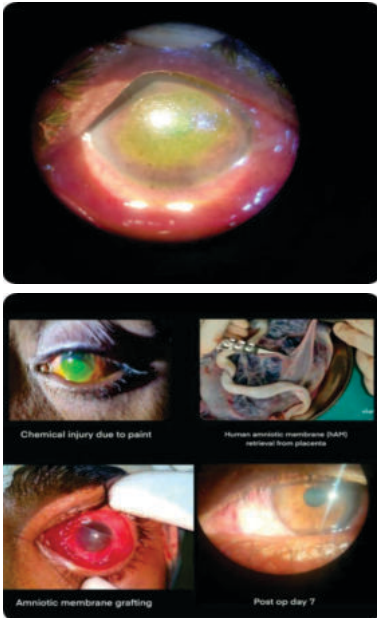 Chemical injury due to paint
Human amniotic membrane (hAM)
retrieval from placenta
Amniotic membrane grafting
Post op day 7